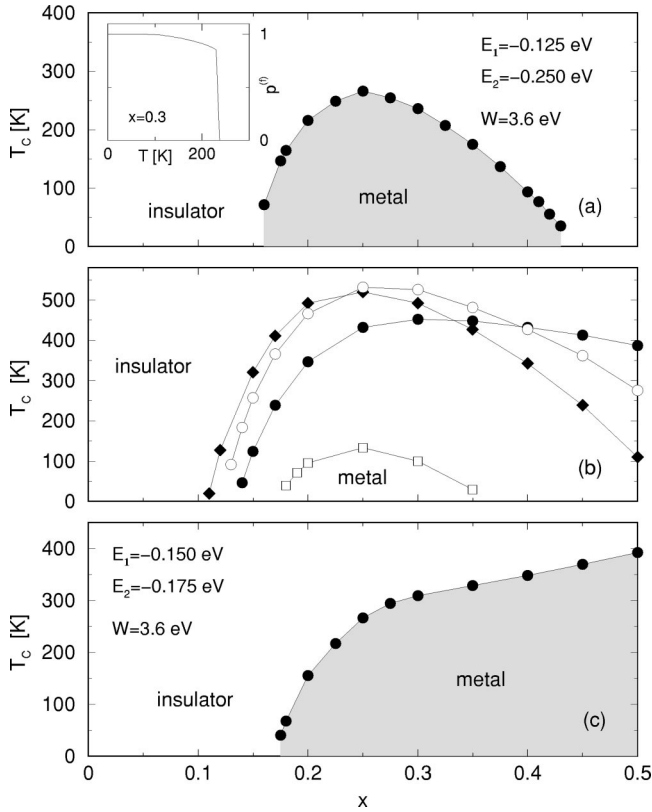 400
300
200
100
0
T_c [K]
1
p^(f)
x=0.3
0
0
T [K]
200
E_1=−0.125 eV
E_2=−0.250 eV
W=3.6 eV
insulator
metal
(a)
500
400
300
200
100
0
T_c [K]
insulator
metal
(b)
400
300
200
100
0
T_c [K]
E_1=−0.150 eV
E_2=−0.175 eV
W=3.6 eV
insulator
metal
(c)
0
0.1
0.2
0.3
0.4
0.5
x